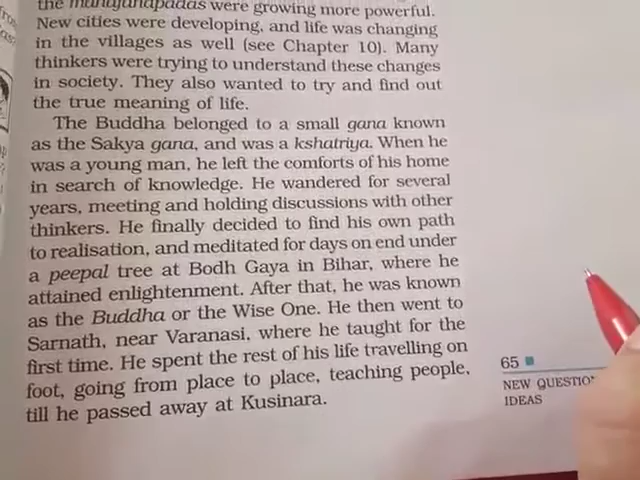 the mahajanapadas were growing more powerful.
New cities were developing, and life was changing
in the villages as well (see Chapter 10). Many
thinkers were trying to understand these changes
in society. They also wanted to try and find out
the true meaning of life.
The Buddha belonged to a small gana known
as the Sakya gana, and was a kshatriya. When he
was a young man, he left the comforts of his home
in search of knowledge. He wandered for several
years, meeting and holding discussions with other
thinkers. He finally decided to find his own path
to realisation, and meditated for days on end under
a peepal tree at Bodh Gaya in Bihar, where he
attained enlightenment. After that, he was known
as the Buddha or the Wise One. He then went to
Sarnath, near Varanasi, where he taught for the
first time. He spent the rest of his life travelling on
foot, going from place to place, teaching people,
till he passed away at Kusinara.
65
NEW QUESTIO
IDEAS